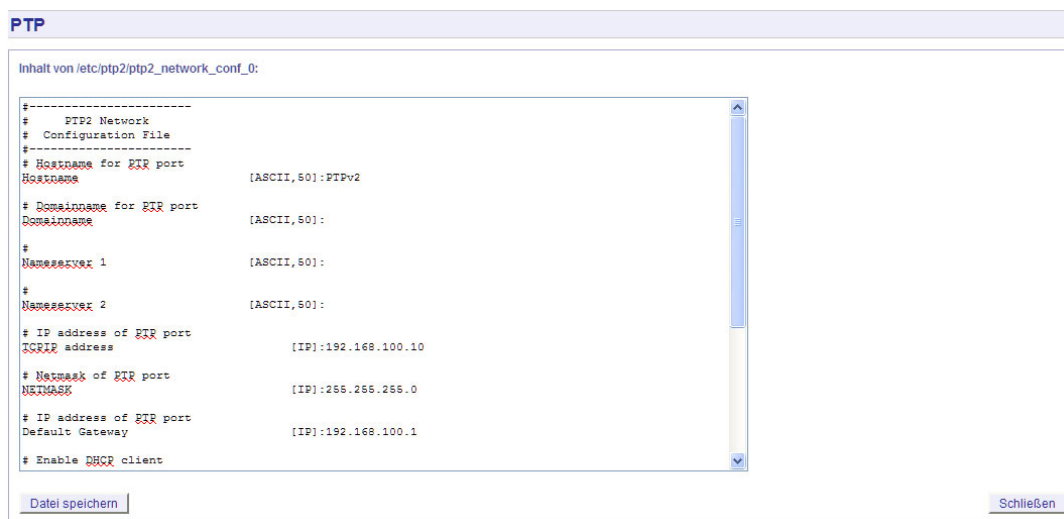 PTP
Inhalt von /etc/ptp2/ptp2_network_conf_0:
#-----------------------
# PTP2 Network
# Configuration File
#-----------------------
# Hostname for PTP port
Hostname [ASCII,50]:PTPv2
# Domainname for PTP port
Domainname [ASCII,50]:
#
Nameserver 1 [ASCII,50]:
#
Nameserver 2 [ASCII,50]:
# IP address of PTP port
TCPIP address [IP]:192.168.100.10
# Netmask of PTP port
NETMASK [IP]:255.255.255.0
# IP address of PTP port
Default Gateway [IP]:192.168.100.1
# Enable DHCP client
Datei speichern
Schließen